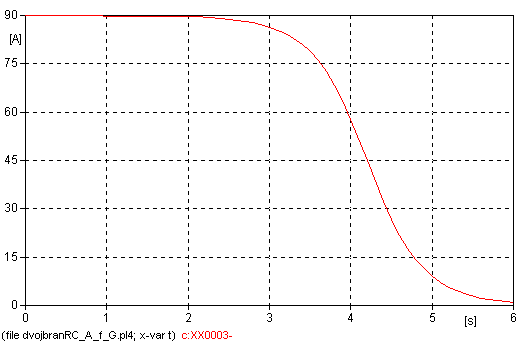 90
[A]
75
60
45
30
15
0
0 1 2 3 4 5 [s] 6
(file dvojbranRC_A_f_G.pl4; x-var t) c:XX0003-